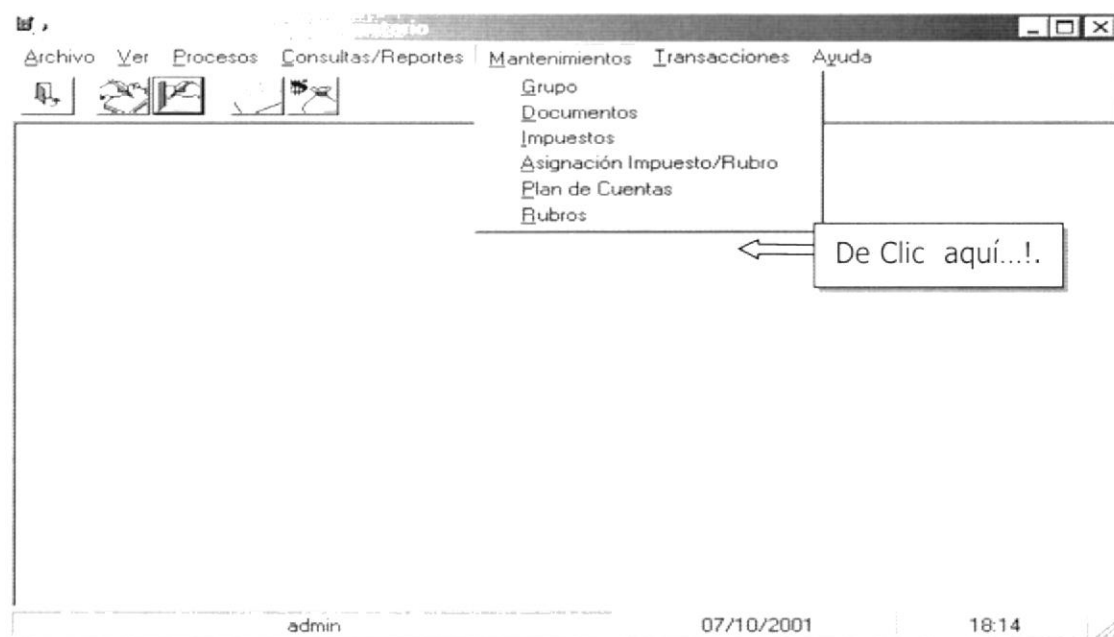 Archivo Ver Procesos Consultas/Reportes Mantenimientos Transacciones Ayuda
Grupo
Documentos
Impuestos
Asignación Impuesto/Rubro
Plan de Cuentas
Rubros
De Clic aquí...!.
admin 07/10/2001 18:14